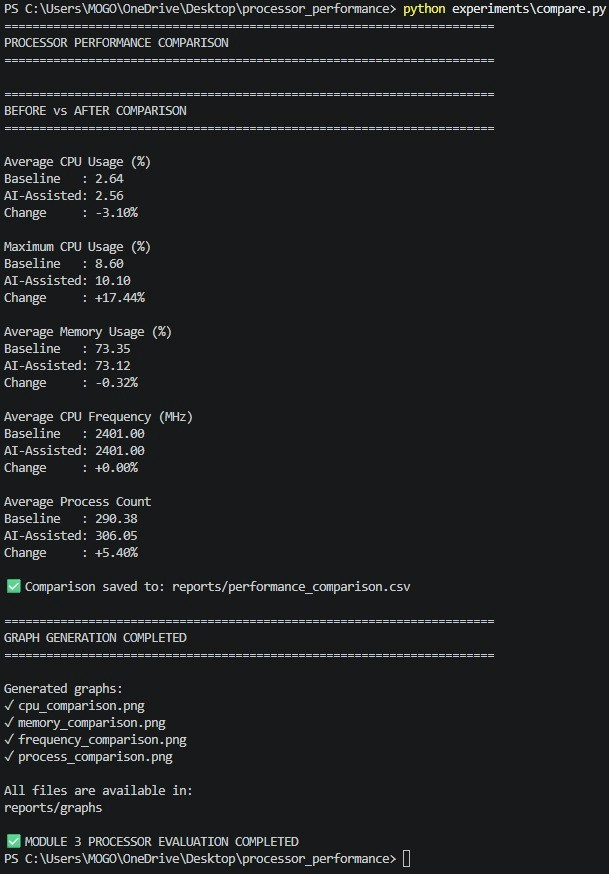 PS C:\Users\MOGO\OneDrive\Desktop\processor_performance> python experiments\compare.py
======================================================================
PROCESSOR PERFORMANCE COMPARISON
======================================================================
======================================================================
BEFORE vs AFTER COMPARISON
======================================================================
Average CPU Usage (%)
Baseline   : 2.64
AI-Assisted: 2.56
Change     : -3.10%
Maximum CPU Usage (%)
Baseline   : 8.60
AI-Assisted: 10.10
Change     : +17.44%
Average Memory Usage (%)
Baseline   : 73.35
AI-Assisted: 73.12
Change     : -0.32%
Average CPU Frequency (MHz)
Baseline   : 2401.00
AI-Assisted: 2401.00
Change     : +0.00%
Average Process Count
Baseline   : 290.38
AI-Assisted: 306.05
Change     : +5.40%
✅ Comparison saved to: reports/performance_comparison.csv
======================================================================
GRAPH GENERATION COMPLETED
======================================================================
Generated graphs:
✓ cpu_comparison.png
✓ memory_comparison.png
✓ frequency_comparison.png
✓ process_comparison.png
All files are available in:
reports/graphs
✅ MODULE 3 PROCESSOR EVALUATION COMPLETED
PS C:\Users\MOGO\OneDrive\Desktop\processor_performance>